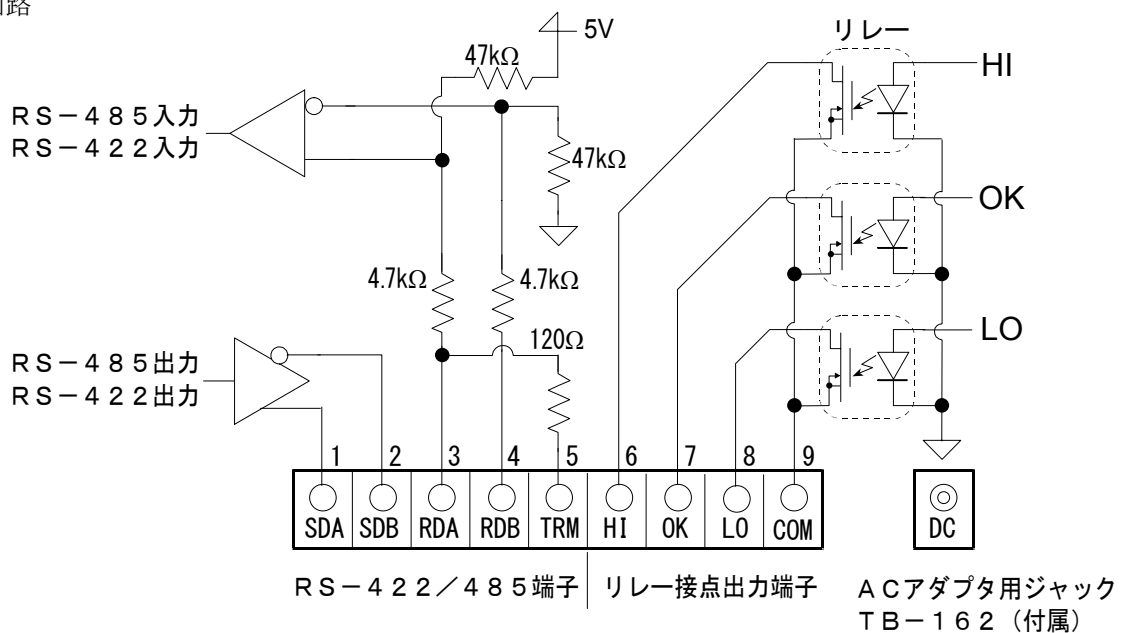 回路
5V
47kΩ
リレー
HI
RS－485入力
RS－422入力
47kΩ
OK
4.7kΩ
4.7kΩ
120Ω
LO
RS－485出力
RS－422出力
1 2 3 4 5 6 7 8 9
SDA SDB RDA RDB TRM HI OK LO COM
DC
RS－422／485端子
リレー接点出力端子
ACアダプタ用ジャック
TB－162（付属）